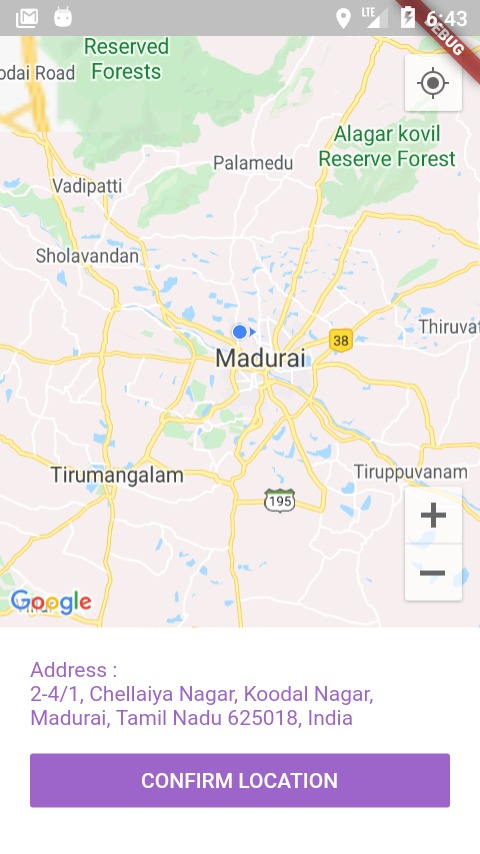 LTE
6:43
DEBUG
Reserved
Forests
odai Road
Alagar kovil
Reserve Forest
Palamedu
Vadipatti
Sholavandan
38
Thiruvat
Madurai
Tirumangalam
Tiruppuvanam
195
Google
Address :
2-4/1, Chellaiya Nagar, Koodal Nagar,
Madurai, Tamil Nadu 625018, India
CONFIRM LOCATION